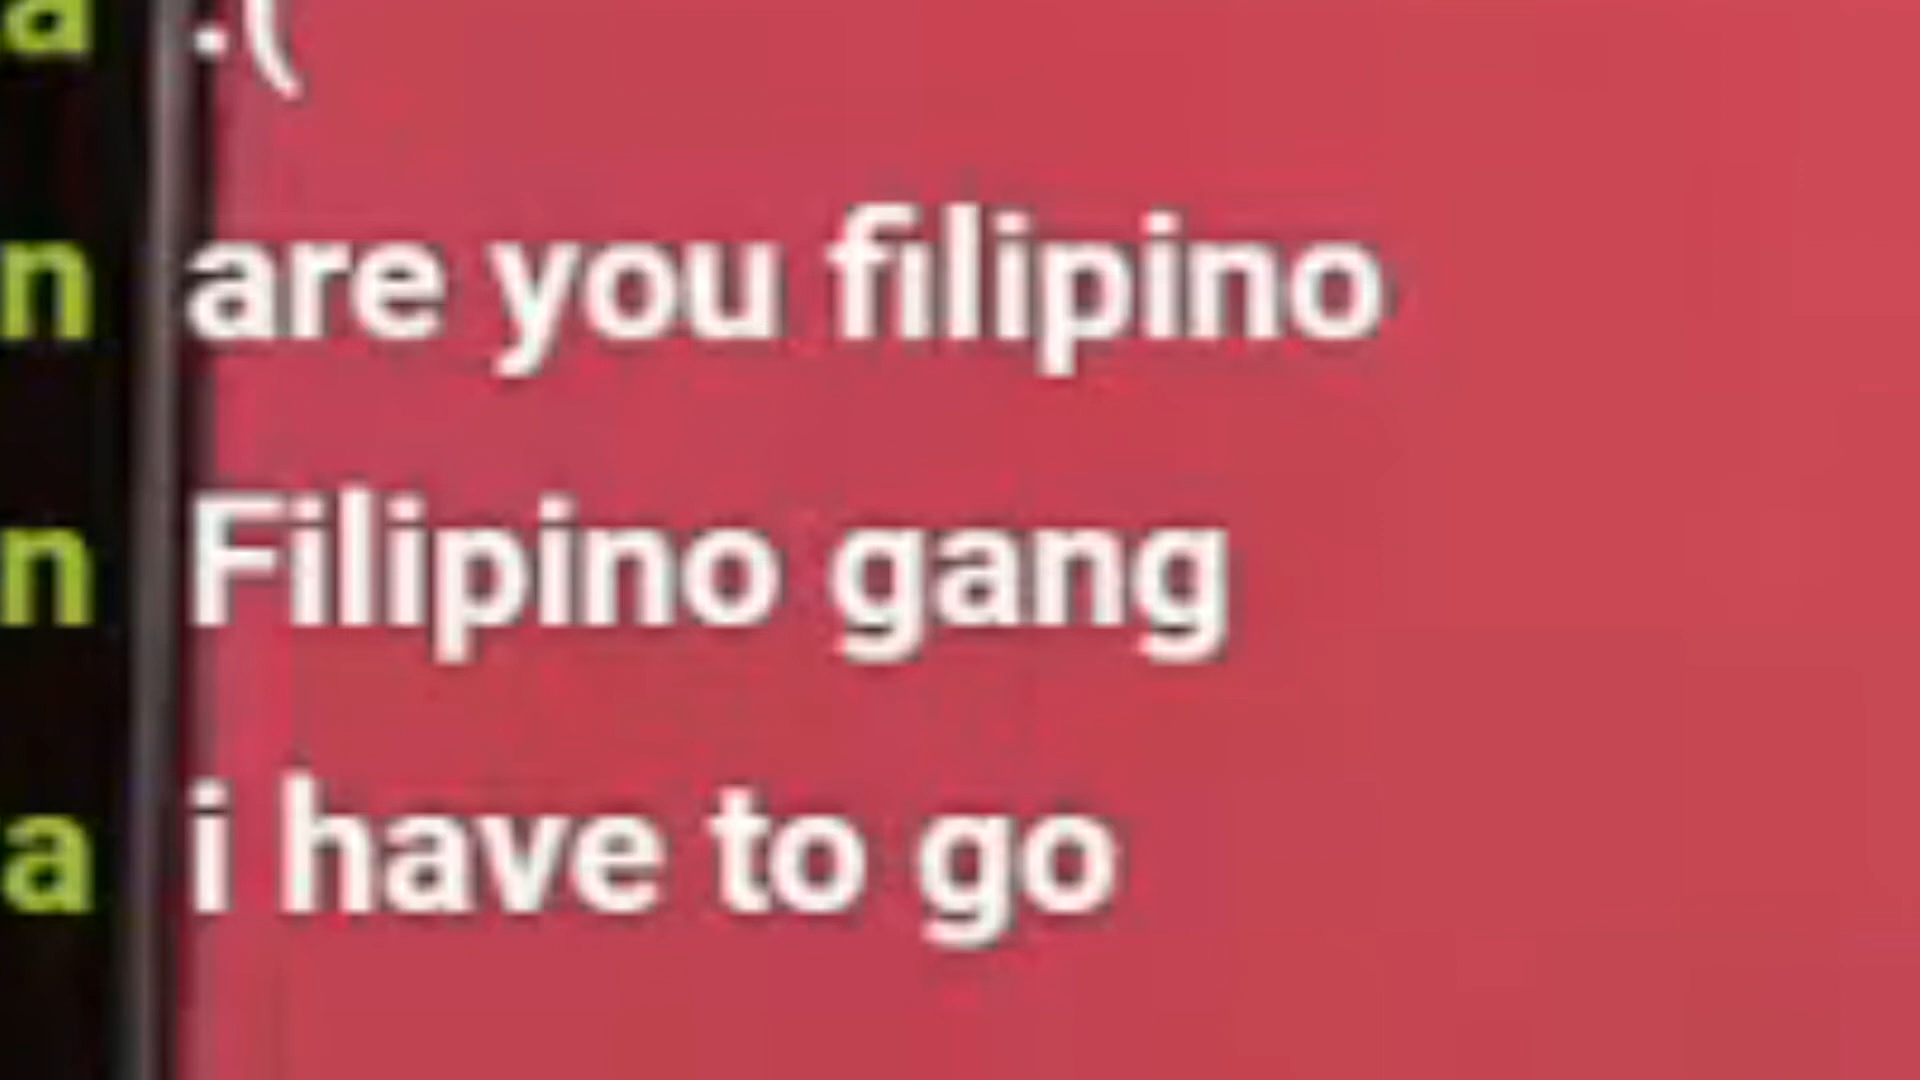 a :(
n are you filipino
n Filipino gang
a i have to go